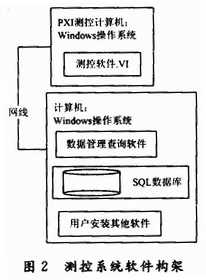 PXI测控计算机:
Windows操作系统
测控软件.VI
网线
计算机:
Windows操作系统
数据管理查询软件
SQL数据库
用户安装其他软件
图2 测控系统软件构架